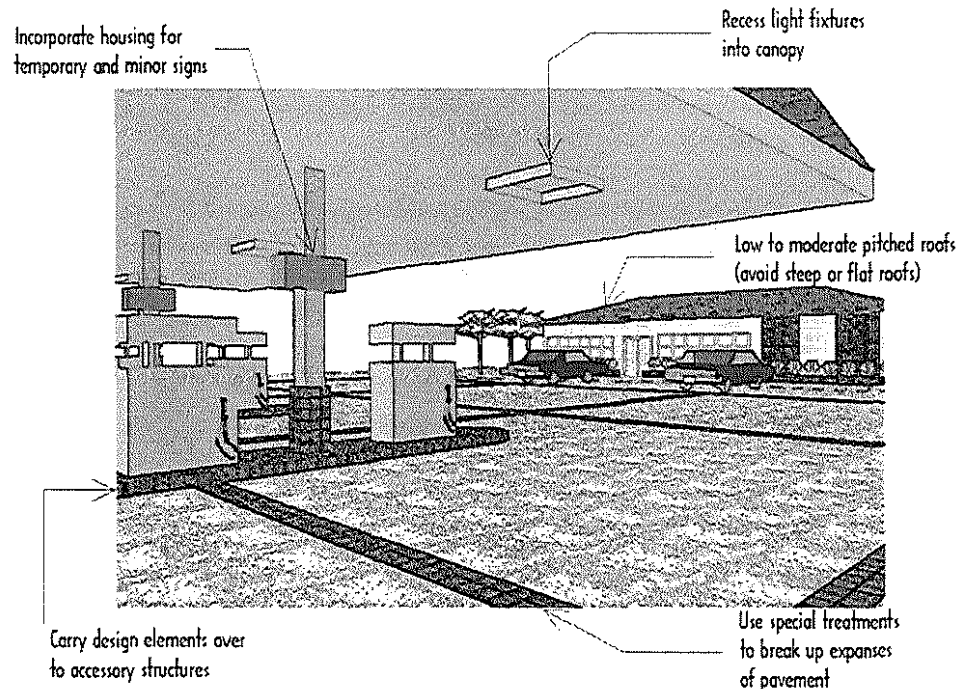 Incorporate housing for
temporary and minor signs
Recess light fixtures
into canopy
Low to moderate pitched roofs
(avoid steep or flat roofs)
Carry design elements over
to accessory structures
Use special treatments
to break up expanses
of pavement